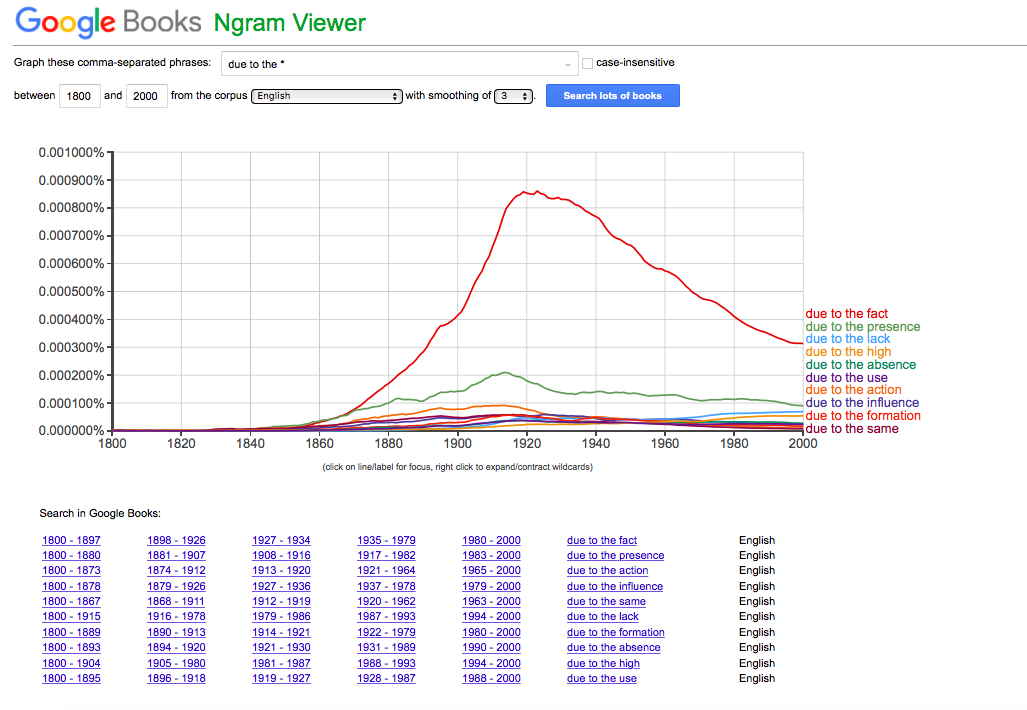 Google Books Ngram Viewer
Graph these comma-separated phrases: due to the * case-insensitive
between 1800 and 2000 from the corpus English with smoothing of 3 . Search lots of books
0.001000%
0.000900%
0.000800%
0.000700%
0.000600%
0.000500%
0.000400%
0.000300%
0.000200%
0.000100%
0.00000%
due to the fact
due to the presence
due to the lack
due to the high
due to the absence
due to the use
due to the action
due to the influence
due to the formation
due to the same
1800 1820 1840 1860 1880 1900 1920 1940 1960 1980 2000
(click on line/label for focus, right click to expand/contract wildcards)
Search in Google Books:
1800 - 1897 1898 - 1926 1927 - 1934 1935 - 1979 1980 - 2000 due to the fact English
1800 - 1880 1881 - 1907 1908 - 1916 1917 - 1982 1983 - 2000 due to the presence English
1800 - 1873 1874 - 1912 1913 - 1920 1921 - 1964 1965 - 2000 due to the action English
1800 - 1878 1879 - 1926 1927 - 1936 1937 - 1978 1979 - 2000 due to the influence English
1800 - 1867 1868 - 1911 1912 - 1919 1920 - 1962 1963 - 2000 due to the same English
1800 - 1915 1916 - 1978 1979 - 1986 1987 - 1993 1994 - 2000 due to the lack English
1800 - 1889 1890 - 1913 1914 - 1921 1922 - 1979 1980 - 2000 due to the formation English
1800 - 1893 1894 - 1920 1921 - 1930 1931 - 1989 1990 - 2000 due to the absence English
1800 - 1904 1905 - 1980 1981 - 1987 1988 - 1993 1994 - 2000 due to the high English
1800 - 1895 1896 - 1918 1919 - 1927 1928 - 1987 1988 - 2000 due to the use English